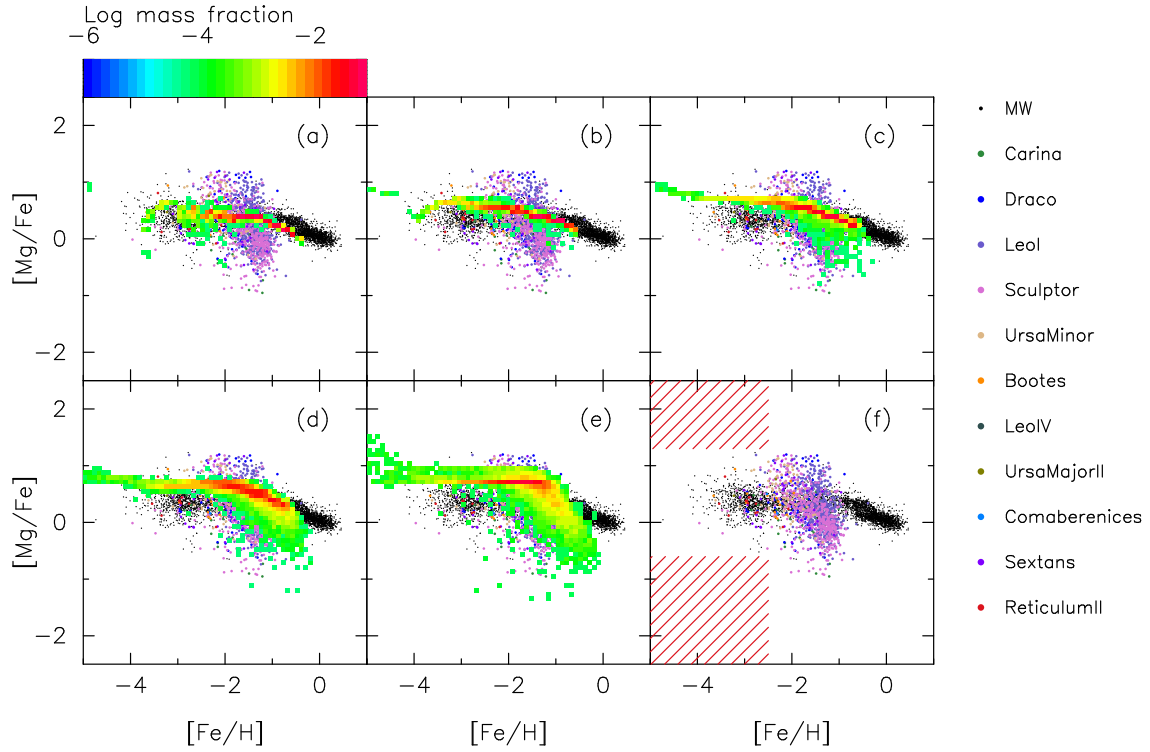 Log mass fraction
−6 −4 −2
(a) (b) (c)
[Mg/Fe]
2
0
−2
MW
Carina
Draco
LeoI
Sculptor
UrsaMinor
Bootes
LeoIV
UrsaMajorII
Comaberenices
Sextans
ReticulumII
(d) (e) (f)
[Mg/Fe]
2
0
−2
−4 −2 0 −4 −2 0 −4 −2 0
[Fe/H] [Fe/H] [Fe/H]